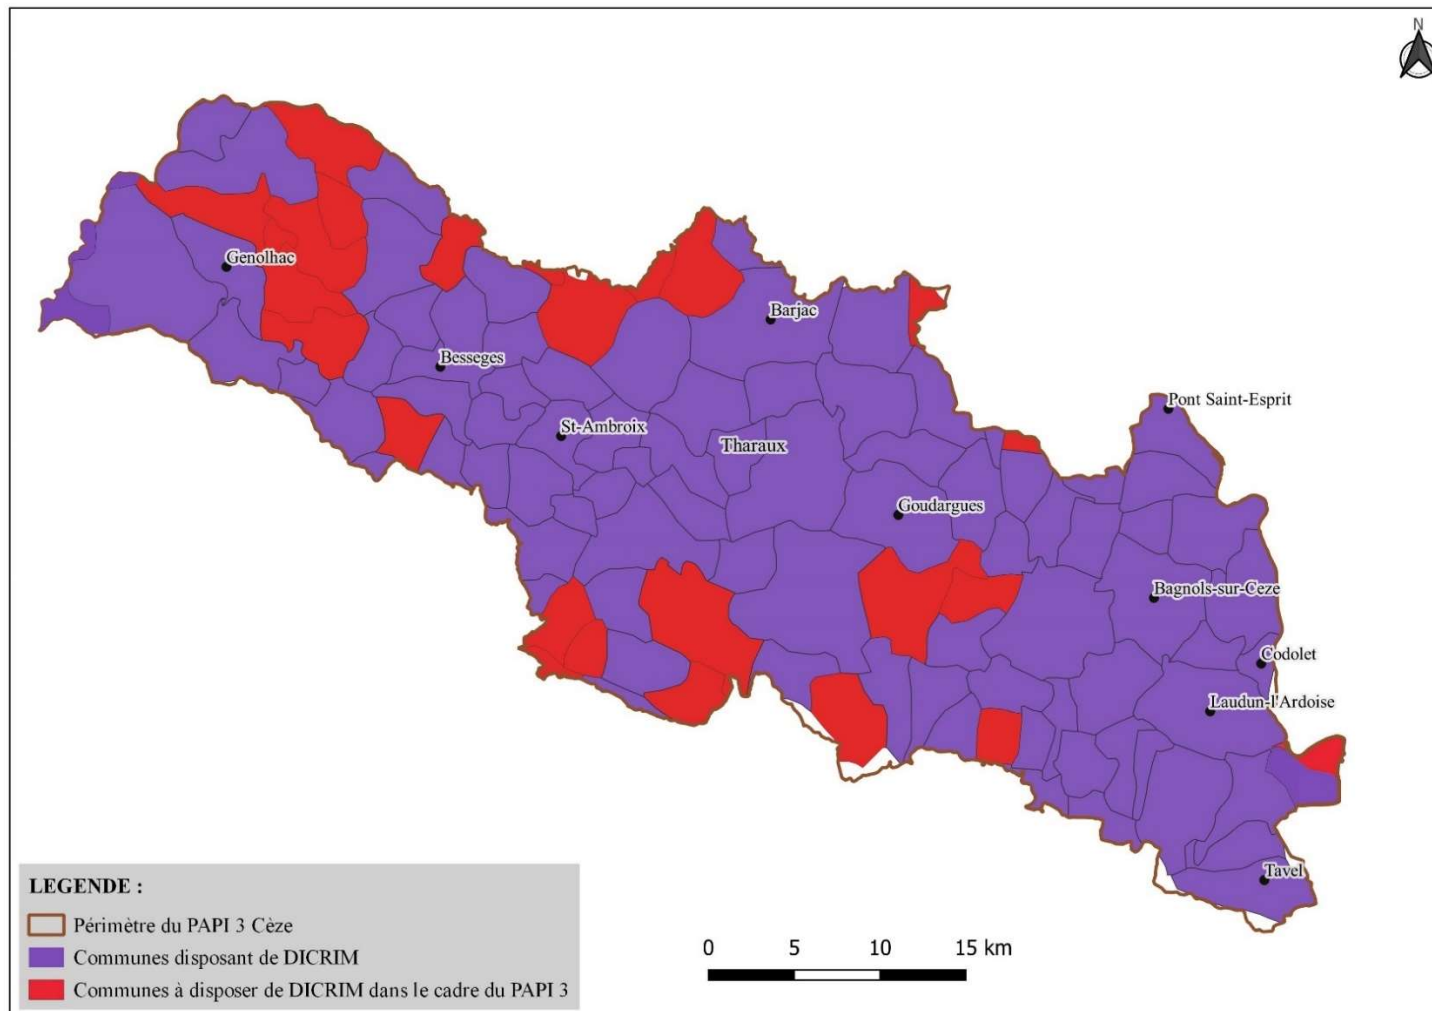 N
Genolhac
Barjac
Besseges
Pont Saint-Esprit
St-Ambroix
Tharaux
Goudargues
Bagnols-sur-Ceze
Codolet
Laudun-l'Ardoise
Tavel
LEGENDE :
Périmètre du PAPI 3 Cèze
Communes disposant de DICRIM
Communes à disposer de DICRIM dans le cadre du PAPI 3
0 5 10 15 km